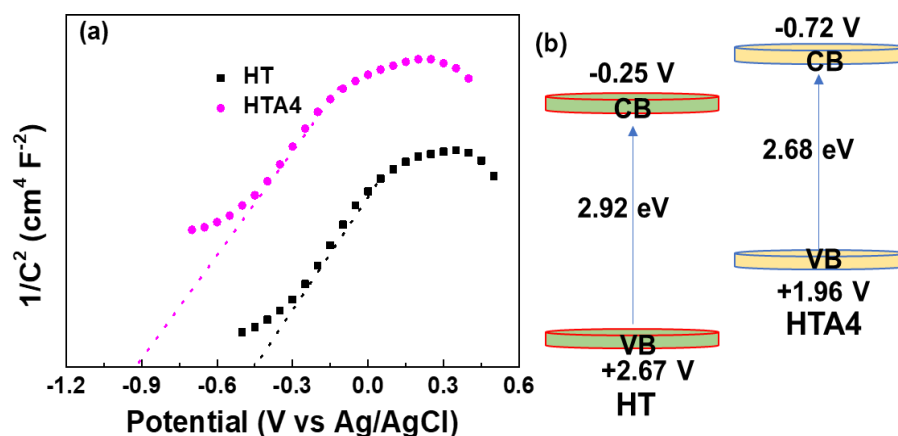 (a)
HT
HTA4
1/C² (cm⁴ F⁻²)
-1.2 -0.9 -0.6 -0.3 0.0 0.3 0.6
Potential (V vs Ag/AgCl)
(b)
-0.25 V
CB
2.92 eV
VB
+2.67 V
HT
-0.72 V
CB
2.68 eV
VB
+1.96 V
HTA4